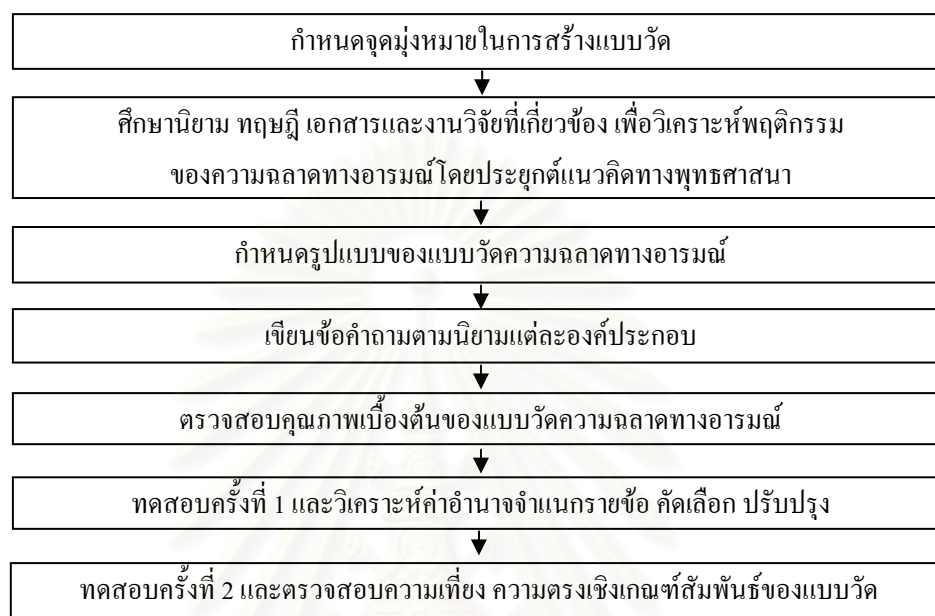 กำหนดจุดมุ่งหมายในการสร้างแบบวัด
ศึกษานิยาม ทฤษฎี เอกสารและงานวิจัยที่เกี่ยวข้อง เพื่อวิเคราะห์พฤติกรรม
ของความฉลาดทางอารมณ์โดยประยุกต์แนวคิดทางพุทธศาสนา
กำหนดรูปแบบของแบบวัดความฉลาดทางอารมณ์
เขียนข้อคำถามตามนิยามแต่ละองค์ประกอบ
ตรวจสอบคุณภาพเบื้องต้นของแบบวัดความฉลาดทางอารมณ์
ทดสอบครั้งที่ 1 และวิเคราะห์ค่าอำนาจจำแนกรายข้อ คัดเลือก ปรับปรุง
ทดสอบครั้งที่ 2 และตรวจสอบความเที่ยง ความตรงเชิงเกณฑ์สัมพันธ์ของแบบวัด